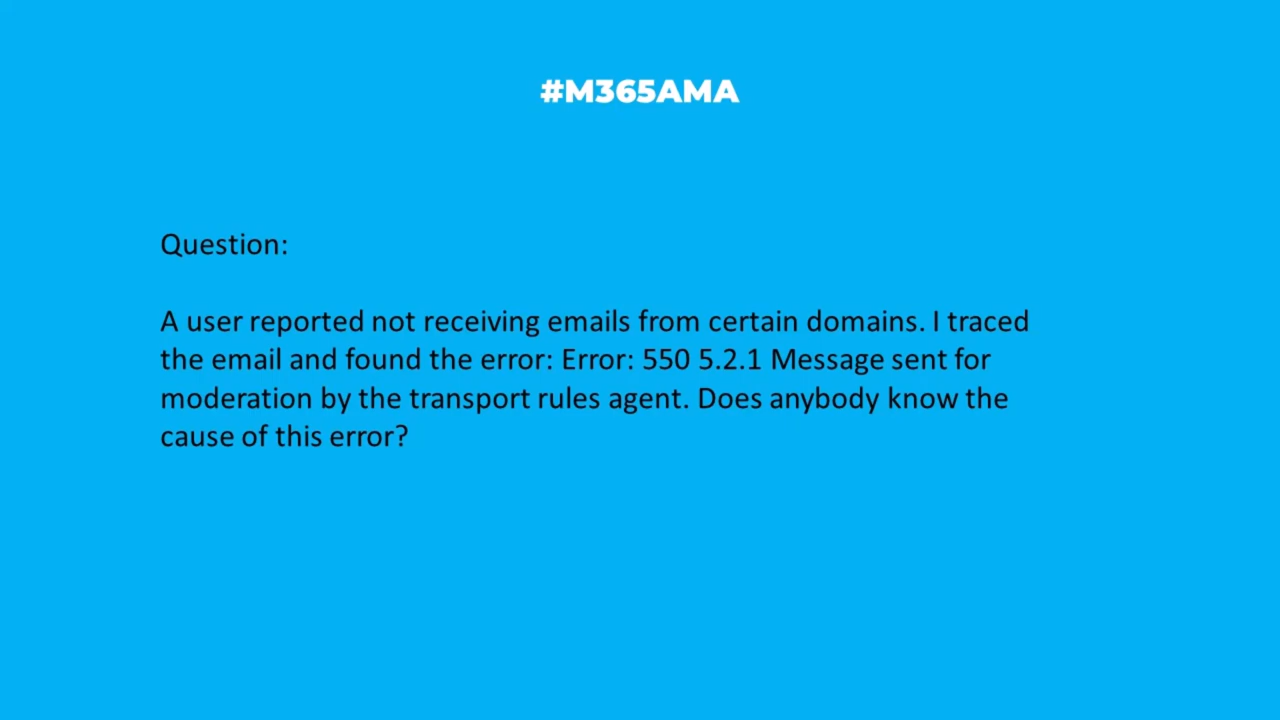 #M365AMA
Question:
A user reported not receiving emails from certain domains. I traced
the email and found the error: Error: 550 5.2.1 Message sent for
moderation by the transport rules agent. Does anybody know the
cause of this error?